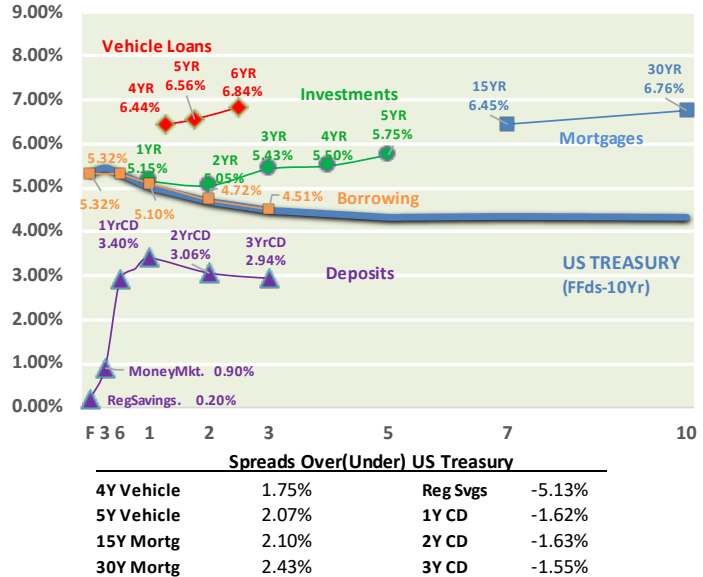 9.00%
8.00%
7.00%
6.00%
5.00%
4.00%
3.00%
2.00%
1.00%
0.00%
Vehicle Loans
4YR
6.44%
5YR
6.56%
6YR
6.84%
Investments
1YR
5.15%
2YR
5.05%
3YR
5.43%
4YR
5.50%
5YR
5.75%
15YR
6.45%
30YR
6.76%
Mortgages
5.32%
5.32%
5.10%
4.72%
4.51%
Borrowing
1YrCD
3.40%
2YrCD
3.06%
3YrCD
2.94%
Deposits
US TREASURY
(FFds-10Yr)
MoneyMkt. 0.90%
RegSavings. 0.20%
F 3 6 1 2 3 5 7 10
Spreads Over(Under) US Treasury
4Y Vehicle 1.75% Reg Svgs -5.13%
5Y Vehicle 2.07% 1Y CD -1.62%
15Y Mortg 2.10% 2Y CD -1.63%
30Y Mortg 2.43% 3Y CD -1.55%